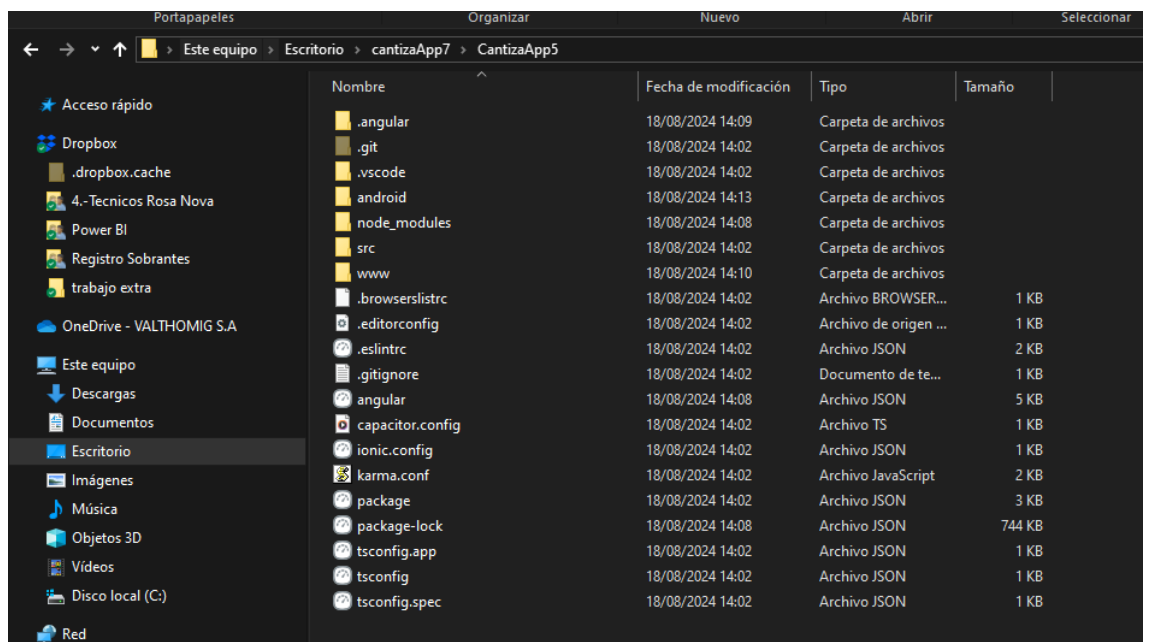 Portapapeles Organizar Nuevo Abrir Seleccionar
Este equipo > Escritorio > cantizaApp7 > CantizaApp5
Nombre Fecha de modificación Tipo Tamaño
Acceso rápido
Dropbox
.dropbox.cache
4.-Tecnicos Rosa Nova
Power BI
Registro Sobrantes
trabajo extra
OneDrive - VALTHOMIG S.A
Este equipo
Descargas
Documentos
Escritorio
Imágenes
Música
Objetos 3D
Vídeos
Disco local (C:)
Red
.angular 18/08/2024 14:09 Carpeta de archivos
.git 18/08/2024 14:02 Carpeta de archivos
.vscode 18/08/2024 14:02 Carpeta de archivos
android 18/08/2024 14:13 Carpeta de archivos
node_modules 18/08/2024 14:08 Carpeta de archivos
src 18/08/2024 14:02 Carpeta de archivos
www 18/08/2024 14:10 Carpeta de archivos
.browserslistrc 18/08/2024 14:02 Archivo BROWSER... 1 KB
.editorconfig 18/08/2024 14:02 Archivo de origen ... 1 KB
.eslintrc 18/08/2024 14:02 Archivo JSON 2 KB
.gitignore 18/08/2024 14:02 Documento de te... 1 KB
angular 18/08/2024 14:08 Archivo JSON 5 KB
capacitor.config 18/08/2024 14:02 Archivo TS 1 KB
ionic.config 18/08/2024 14:02 Archivo JSON 1 KB
karma.conf 18/08/2024 14:02 Archivo JavaScript 2 KB
package 18/08/2024 14:02 Archivo JSON 3 KB
package-lock 18/08/2024 14:08 Archivo JSON 744 KB
tsconfig.app 18/08/2024 14:02 Archivo JSON 1 KB
tsconfig 18/08/2024 14:02 Archivo JSON 1 KB
tsconfig.spec 18/08/2024 14:02 Archivo JSON 1 KB